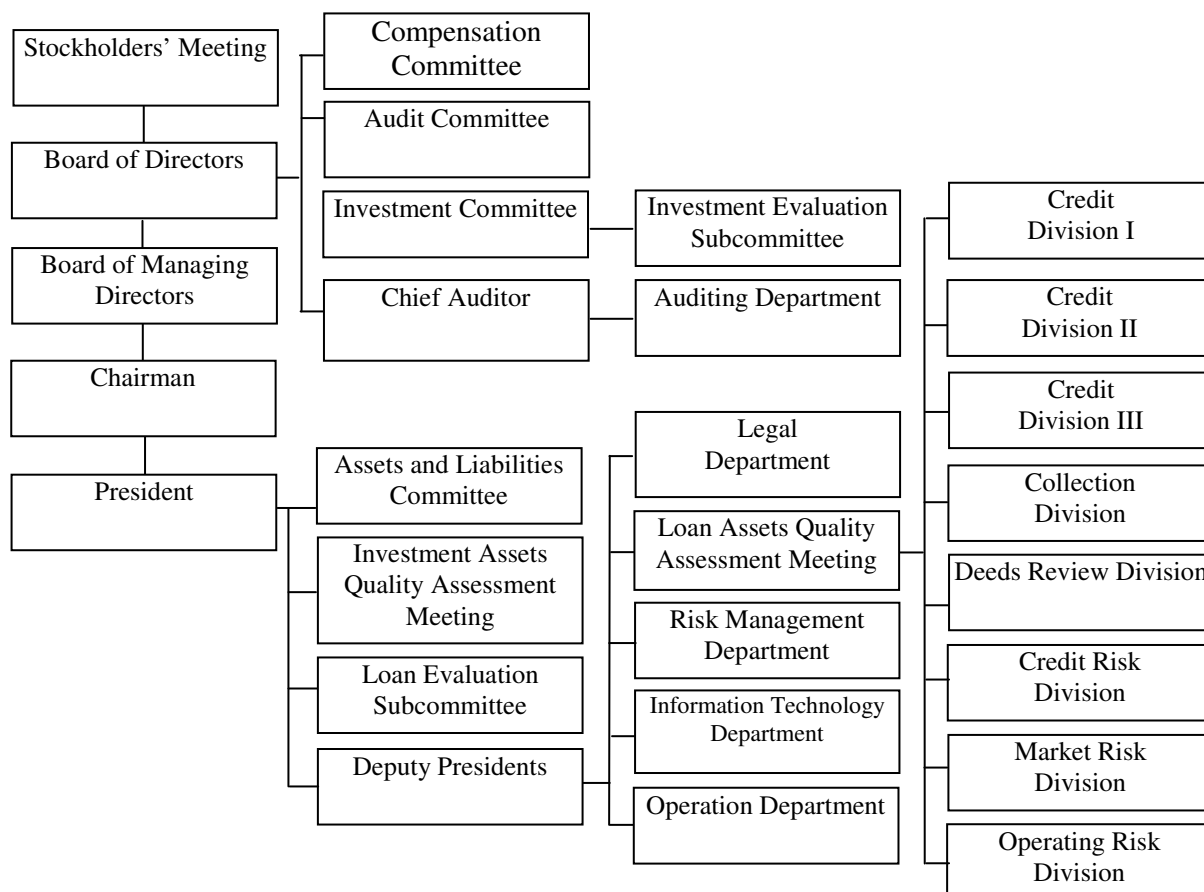 Stockholders’ Meeting
Board of Directors
Board of Managing
Directors
Chairman
President
Compensation
Committee
Audit Committee
Investment Committee
Chief Auditor
Assets and Liabilities
Committee
Investment Assets
Quality Assessment
Meeting
Loan Evaluation
Subcommittee
Deputy Presidents
Investment Evaluation
Subcommittee
Auditing Department
Legal
Department
Loan Assets Quality
Assessment Meeting
Risk Management
Department
Information Technology
Department
Operation Department
Credit
Division I
Credit
Division II
Credit
Division III
Collection
Division
Deeds Review Division
Credit Risk
Division
Market Risk
Division
Operating Risk
Division